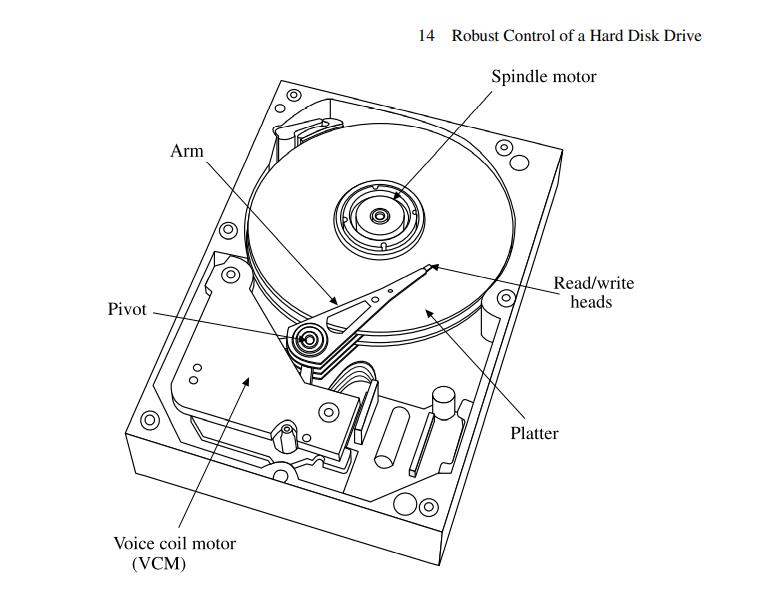 14 Robust Control of a Hard Disk Drive
Spindle motor
Arm
Read/write
heads
Pivot
Platter
Voice coil motor
(VCM)